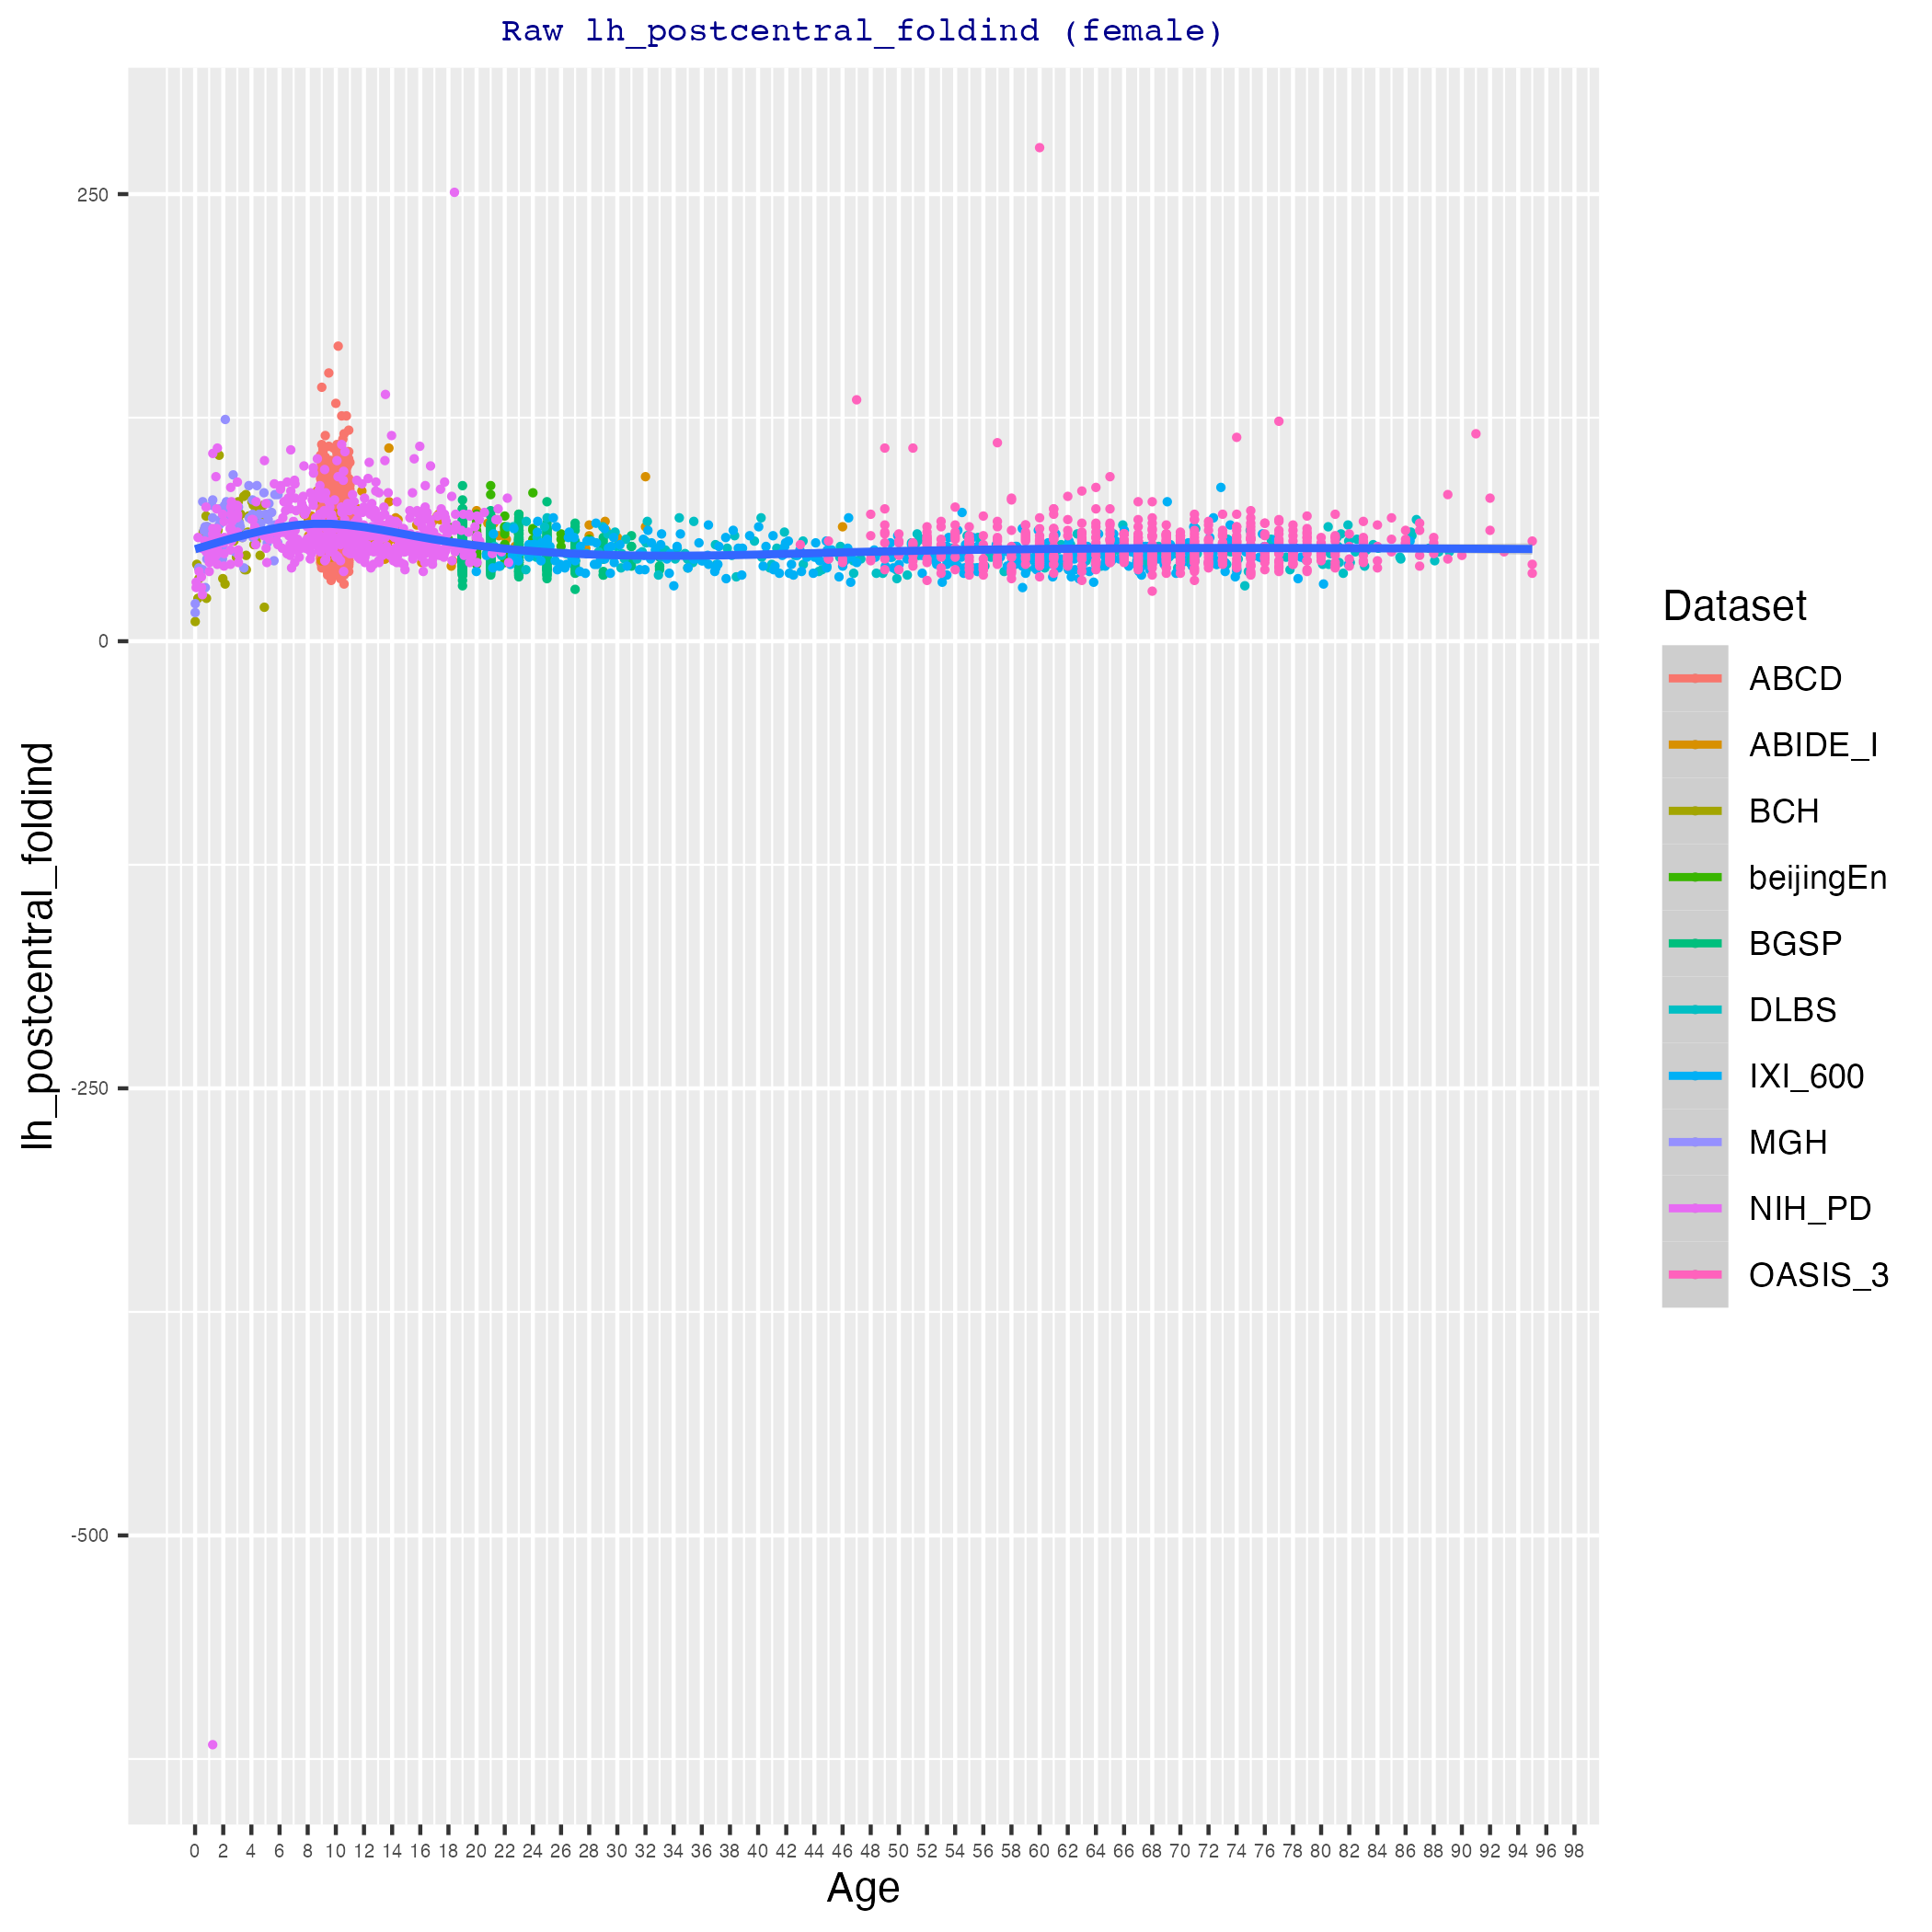 Raw lh_postcentral_foldind (female)
lh_postcentral_foldind
250
0
-250
-500
0 2 4 6 8 10 12 14 16 18 20 22 24 26 28 30 32 34 36 38 40 42 44 46 48 50 52 54 56 58 60 62 64 66 68 70 72 74 76 78 80 82 84 86 88 90 92 94 96 98
Age
Dataset
ABCD
ABIDE_I
BCH
beijingEn
BGSP
DLBS
IXI_600
MGH
NIH_PD
OASIS_3